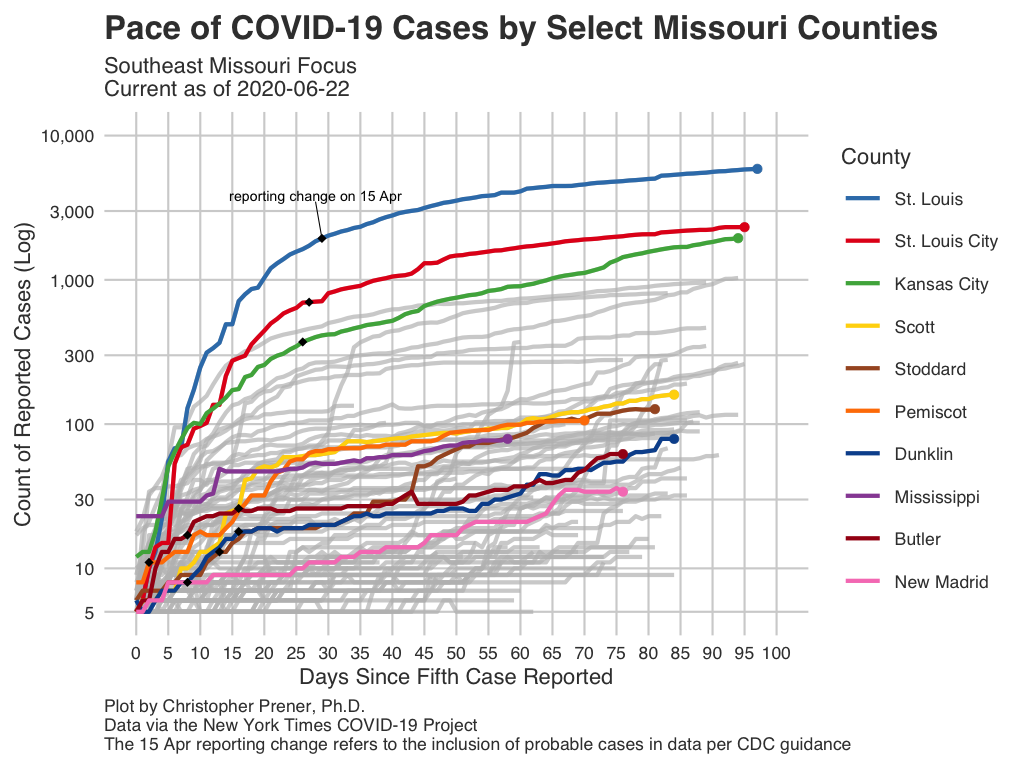 Pace of COVID-19 Cases by Select Missouri Counties
Southeast Missouri Focus
Current as of 2020-06-22
Count of Reported Cases (Log)
10,000
3,000
1,000
300
100
30
10
5
reporting change on 15 Apr
0 5 10 15 20 25 30 35 40 45 50 55 60 65 70 75 80 85 90 95 100
Days Since Fifth Case Reported
County
St. Louis
St. Louis City
Kansas City
Scott
Stoddard
Pemiscot
Dunklin
Mississippi
Butler
New Madrid
Plot by Christopher Prener, Ph.D.
Data via the New York Times COVID-19 Project
The 15 Apr reporting change refers to the inclusion of probable cases in data per CDC guidance